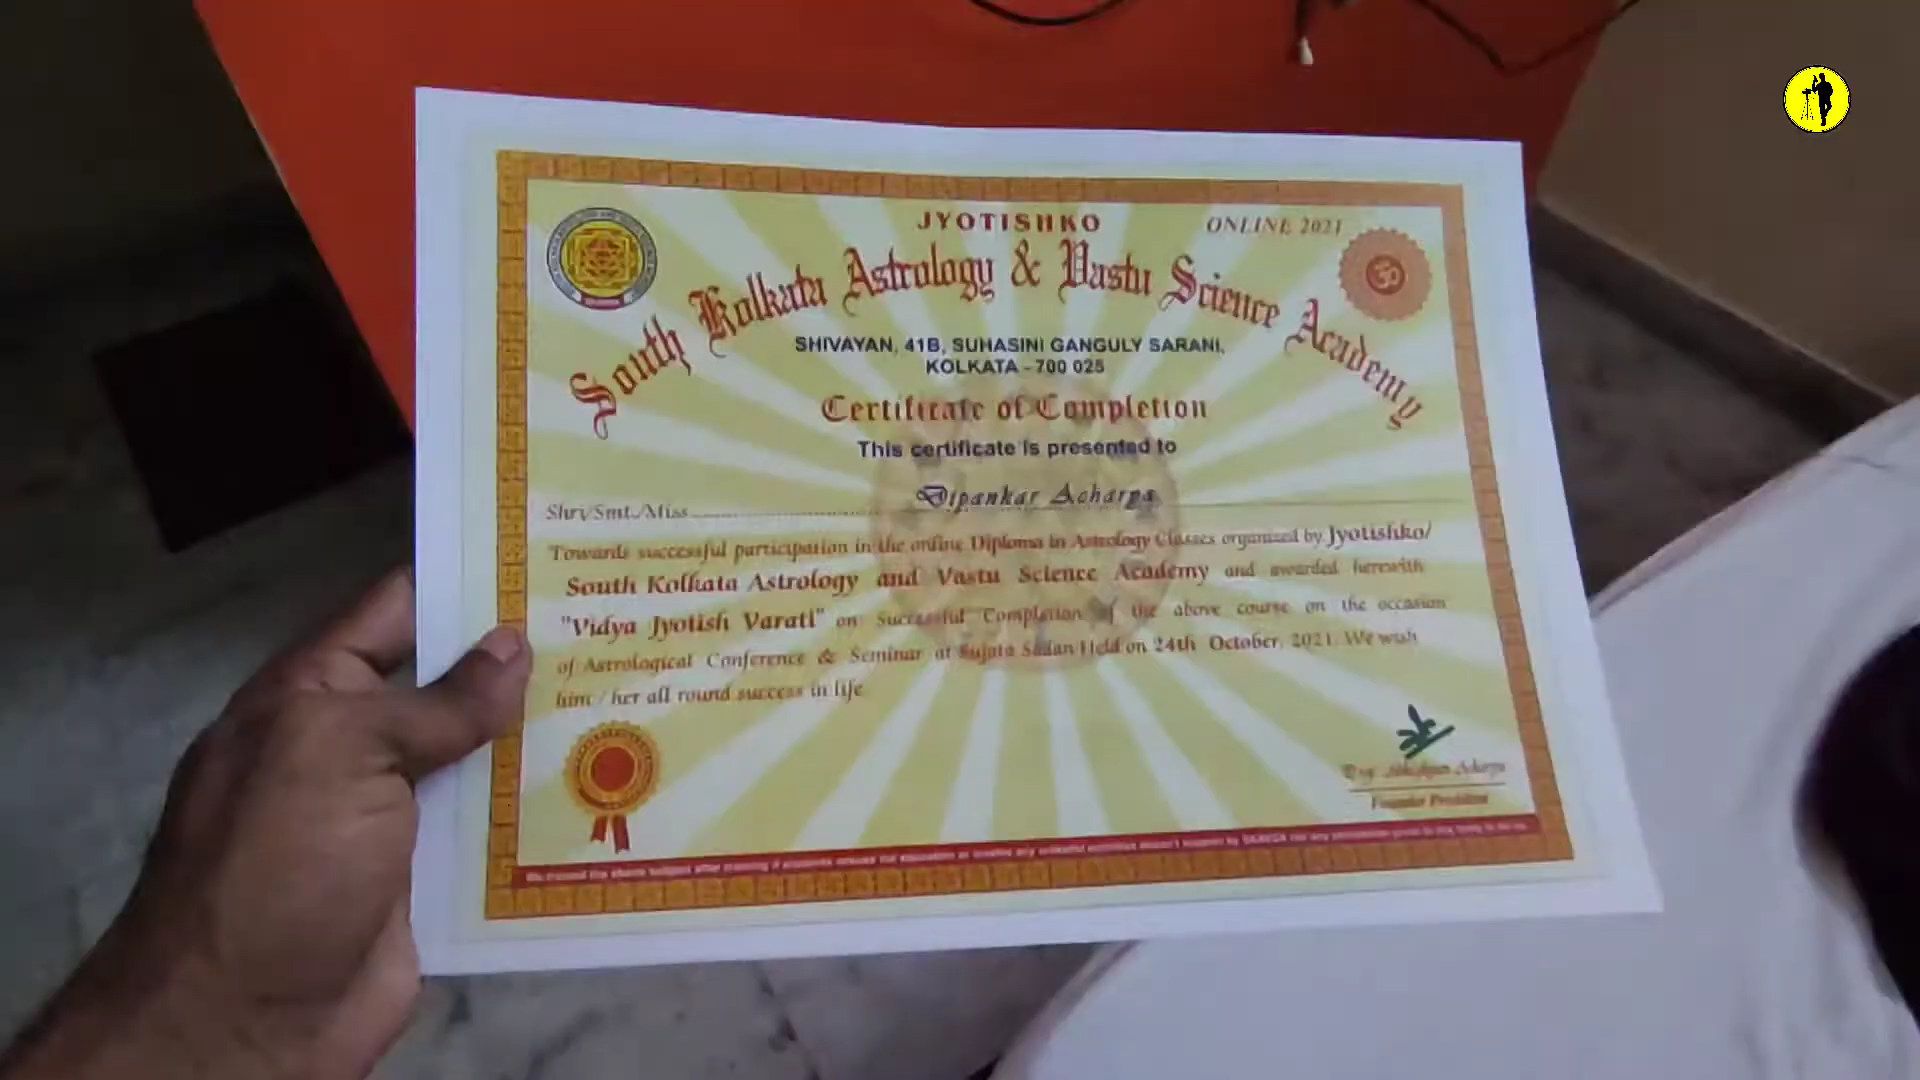 JYOTISHKO
ONLINE 2021
South Kolkata Astrology & Vastu Science Academy
SHIVAYAN, 41B, SUHASINI GANGULY SARANI,
KOLKATA - 700 025
Certificate of Completion
This certificate is presented to
Shri/Smt./Miss Dipankar Acharya
Towards successful participation in the online Diploma in Astrology Classes organized by Jyotishko/
South Kolkata Astrology and Vastu Science Academy and awarded herewith
"Vidya Jyotish Varati" on Successful Completion of the above course on the occasion
of Astrological Conference & Seminar at Sujata Sadan Held on 24th October, 2021. We wish
him / her all round success in life
Acharya
Founder President